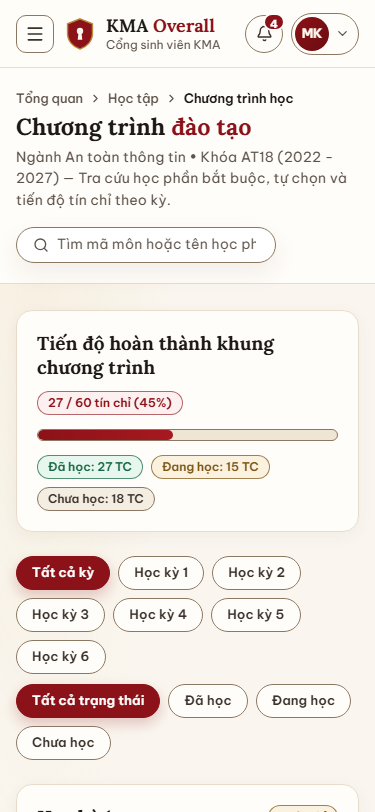 KMA Overall
Cổng sinh viên KMA
4
MK
Tổng quan > Học tập > Chương trình học
Chương trình đào tạo
Ngành An toàn thông tin • Khóa AT18 (2022 -
2027) — Tra cứu học phần bắt buộc, tự chọn và
tiến độ tín chỉ theo kỳ.
Tìm mã môn hoặc tên học ph
Tiến độ hoàn thành khung
chương trình
27 / 60 tín chỉ (45%)
Đã học: 27 TC
Đang học: 15 TC
Chưa học: 18 TC
Tất cả kỳ
Học kỳ 1
Học kỳ 2
Học kỳ 3
Học kỳ 4
Học kỳ 5
Học kỳ 6
Tất cả trạng thái
Đã học
Đang học
Chưa học